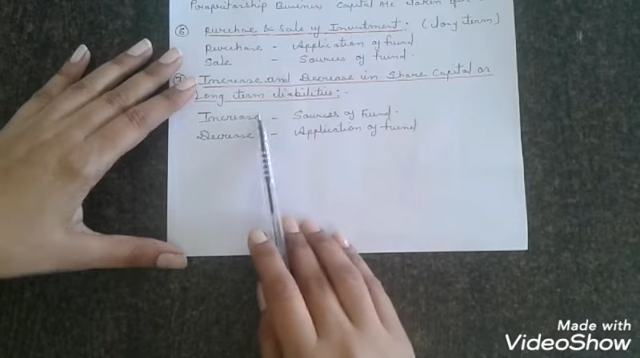 Proprietorship Business Capital A/c taken
⑥ Purchase & Sale of Investment. (Long term)
Purchase - Application of fund
Sale - Sources of fund.
⑦ Increase and Decrease in Share Capital or
Long term liabilities:-
Increase - Sources of Fund.
Decrease - Application of fund
Made with
VideoShow